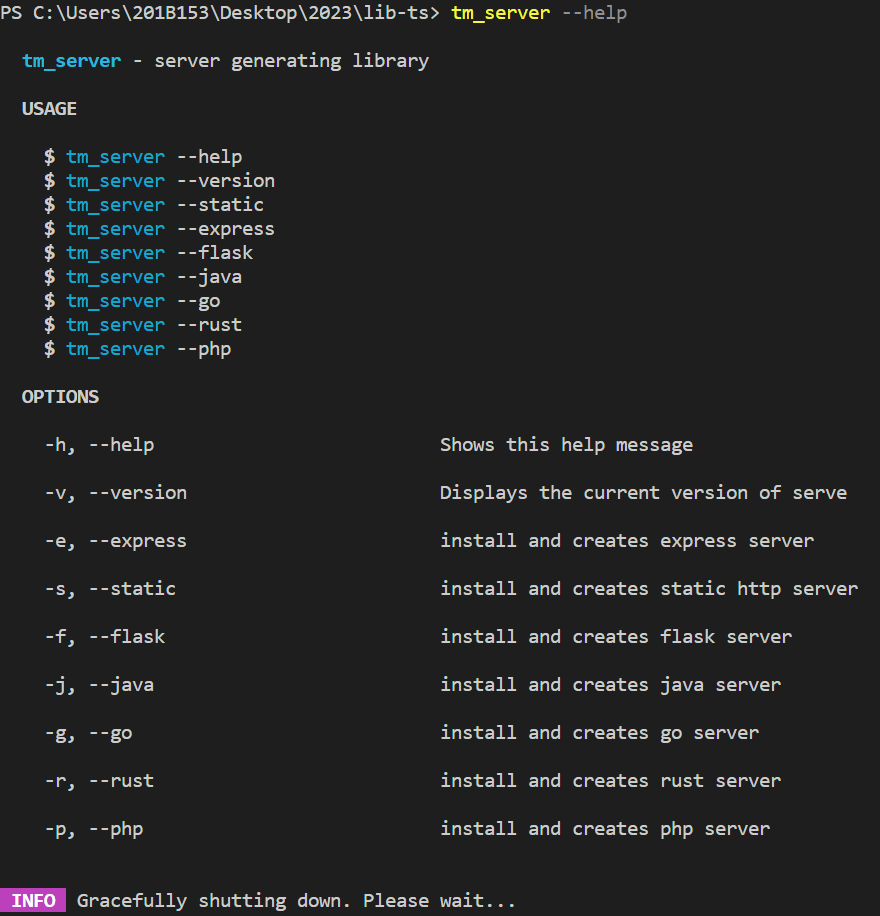 PS C:\Users\201B153\Desktop\2023\lib-ts> tm_server --help
tm_server - server generating library
USAGE
$ tm_server --help
$ tm_server --version
$ tm_server --static
$ tm_server --express
$ tm_server --flask
$ tm_server --java
$ tm_server --go
$ tm_server --rust
$ tm_server --php
OPTIONS
-h, --help Shows this help message
-v, --version Displays the current version of serve
-e, --express install and creates express server
-s, --static install and creates static http server
-f, --flask install and creates flask server
-j, --java install and creates java server
-g, --go install and creates go server
-r, --rust install and creates rust server
-p, --php install and creates php server
INFO Gracefully shutting down. Please wait...